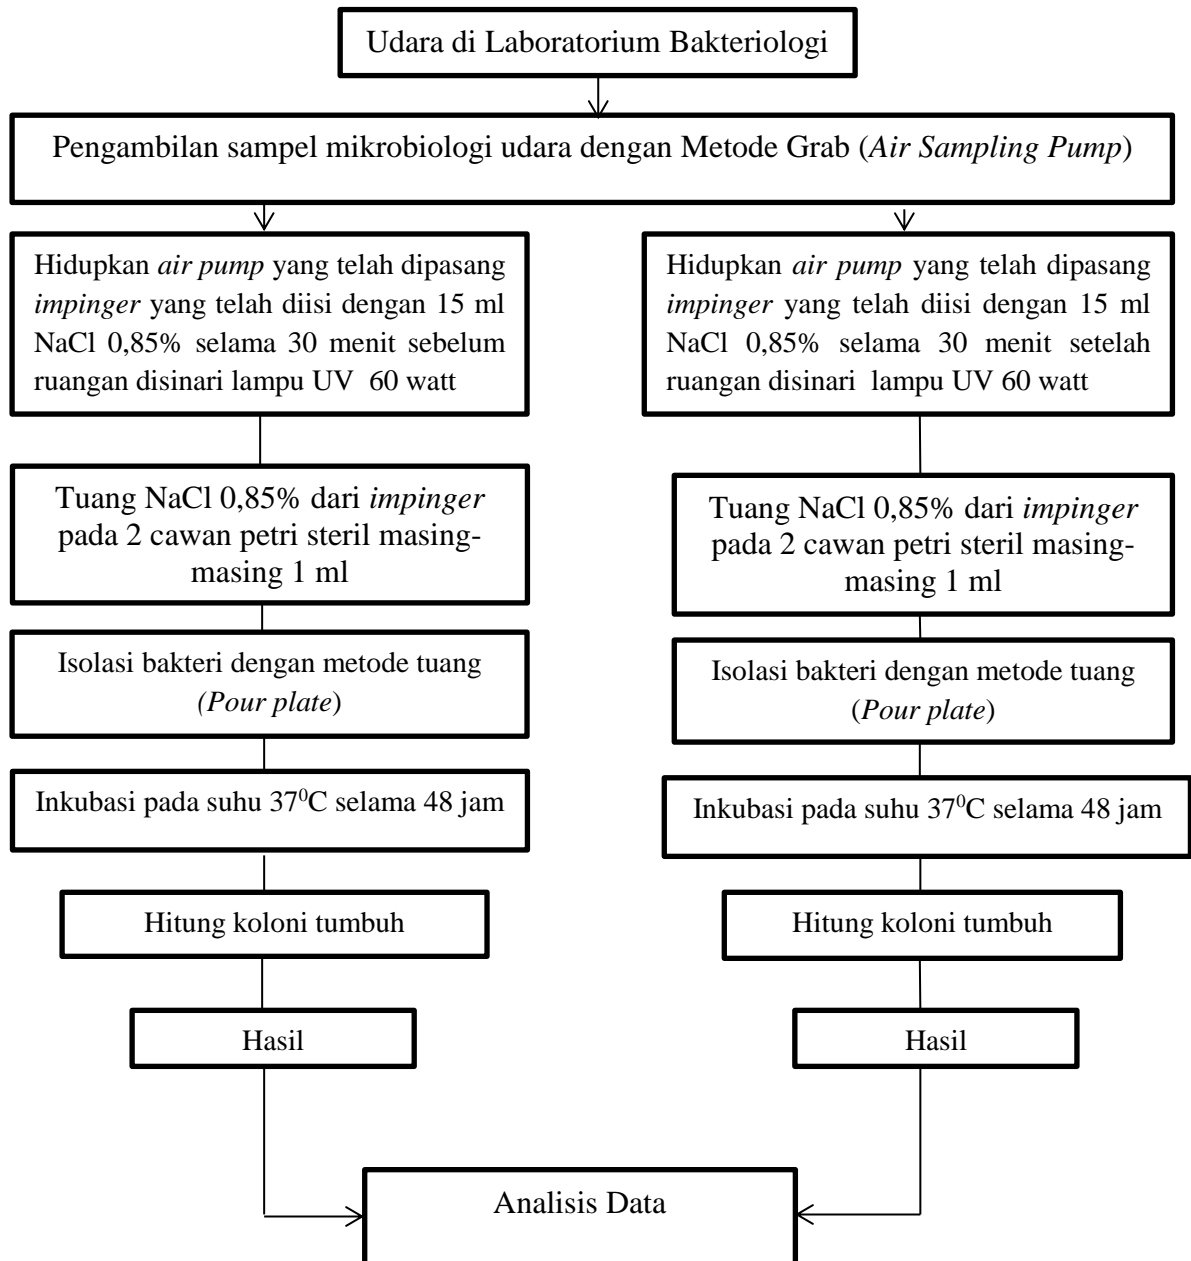 Udara di Laboratorium Bakteriologi
Pengambilan sampel mikrobiologi udara dengan Metode Grab (Air Sampling Pump)
Hidupkan air pump yang telah dipasang
impinger yang telah diisi dengan 15 ml
NaCl 0,85% selama 30 menit sebelum
ruangan disinari lampu UV 60 watt
Tuang NaCl 0,85% dari impinger
pada 2 cawan petri steril masing-
masing 1 ml
Isolasi bakteri dengan metode tuang
(Pour plate)
Inkubasi pada suhu 37⁰C selama 48 jam
Hitung koloni tumbuh
Hasil
Hidupkan air pump yang telah dipasang
impinger yang telah diisi dengan 15 ml
NaCl 0,85% selama 30 menit setelah
ruangan disinari lampu UV 60 watt
Tuang NaCl 0,85% dari impinger
pada 2 cawan petri steril masing-
masing 1 ml
Isolasi bakteri dengan metode tuang
(Pour plate)
Inkubasi pada suhu 37⁰C selama 48 jam
Hitung koloni tumbuh
Hasil
Analisis Data